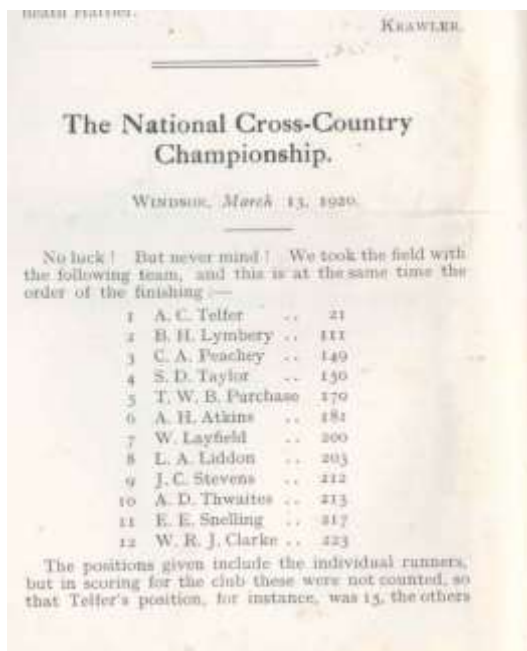 heath Harrier.
KRAWLER.
The National Cross-Country
Championship.
WINDSOR, March 13, 1920.
No luck! But never mind! We took the field with
the following team, and this is at the same time the
order of the finishing:—
1 A. C. Telfer .. 21
2 B. H. Lymbery .. 111
3 C. A. Peachey .. 149
4 S. D. Taylor .. 150
5 T. W. B. Purchase 170
6 A. H. Atkins .. 181
7 W. Layfield .. 200
8 L. A. Liddon .. 203
9 J. C. Stevens .. 212
10 A. D. Thwaites .. 213
11 E. E. Snelling .. 217
12 W. R. J. Clarke .. 223
The positions given include the individual runners,
but in scoring for the club these were not counted, so
that Telfer's position, for instance, was 15, the others